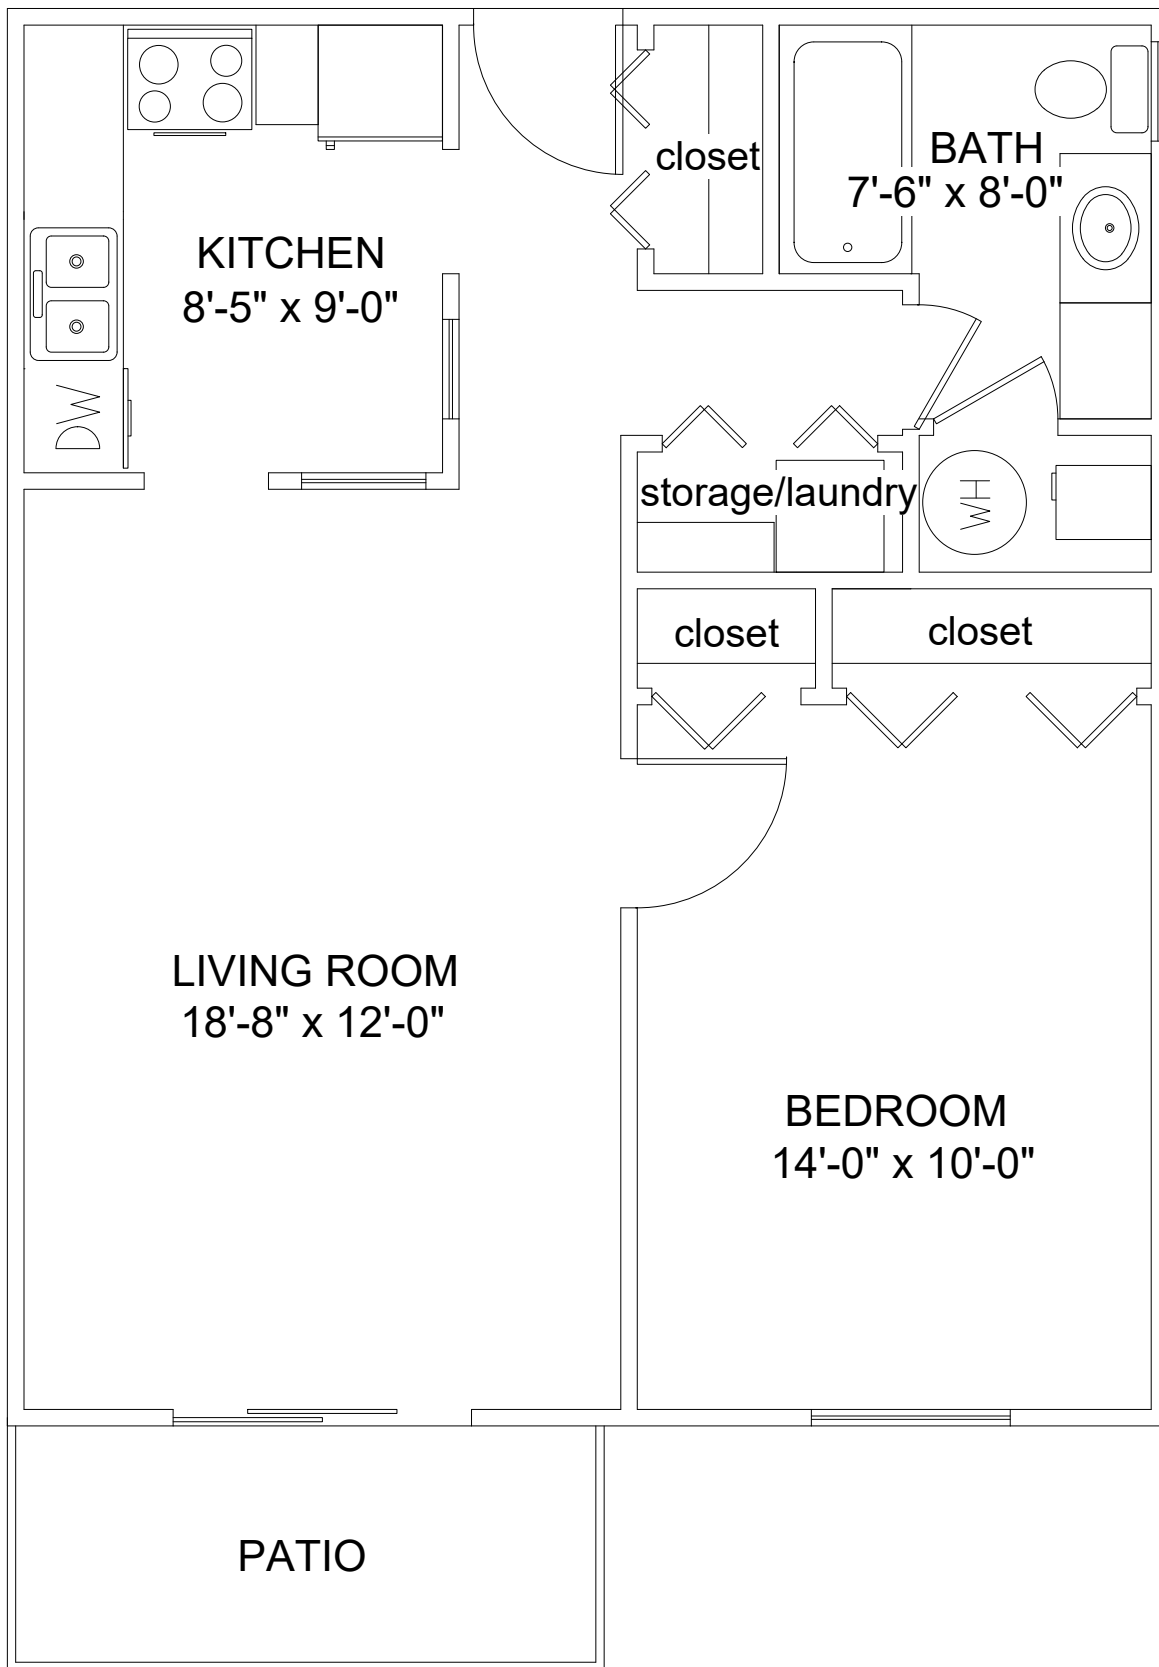 closet
BATH
7'-6" x 8'-0"
KITCHEN
8'-5" x 9'-0"
DW
storage/laundry
WH
closet
closet
LIVING ROOM
18'-8" x 12'-0"
BEDROOM
14'-0" x 10'-0"
PATIO